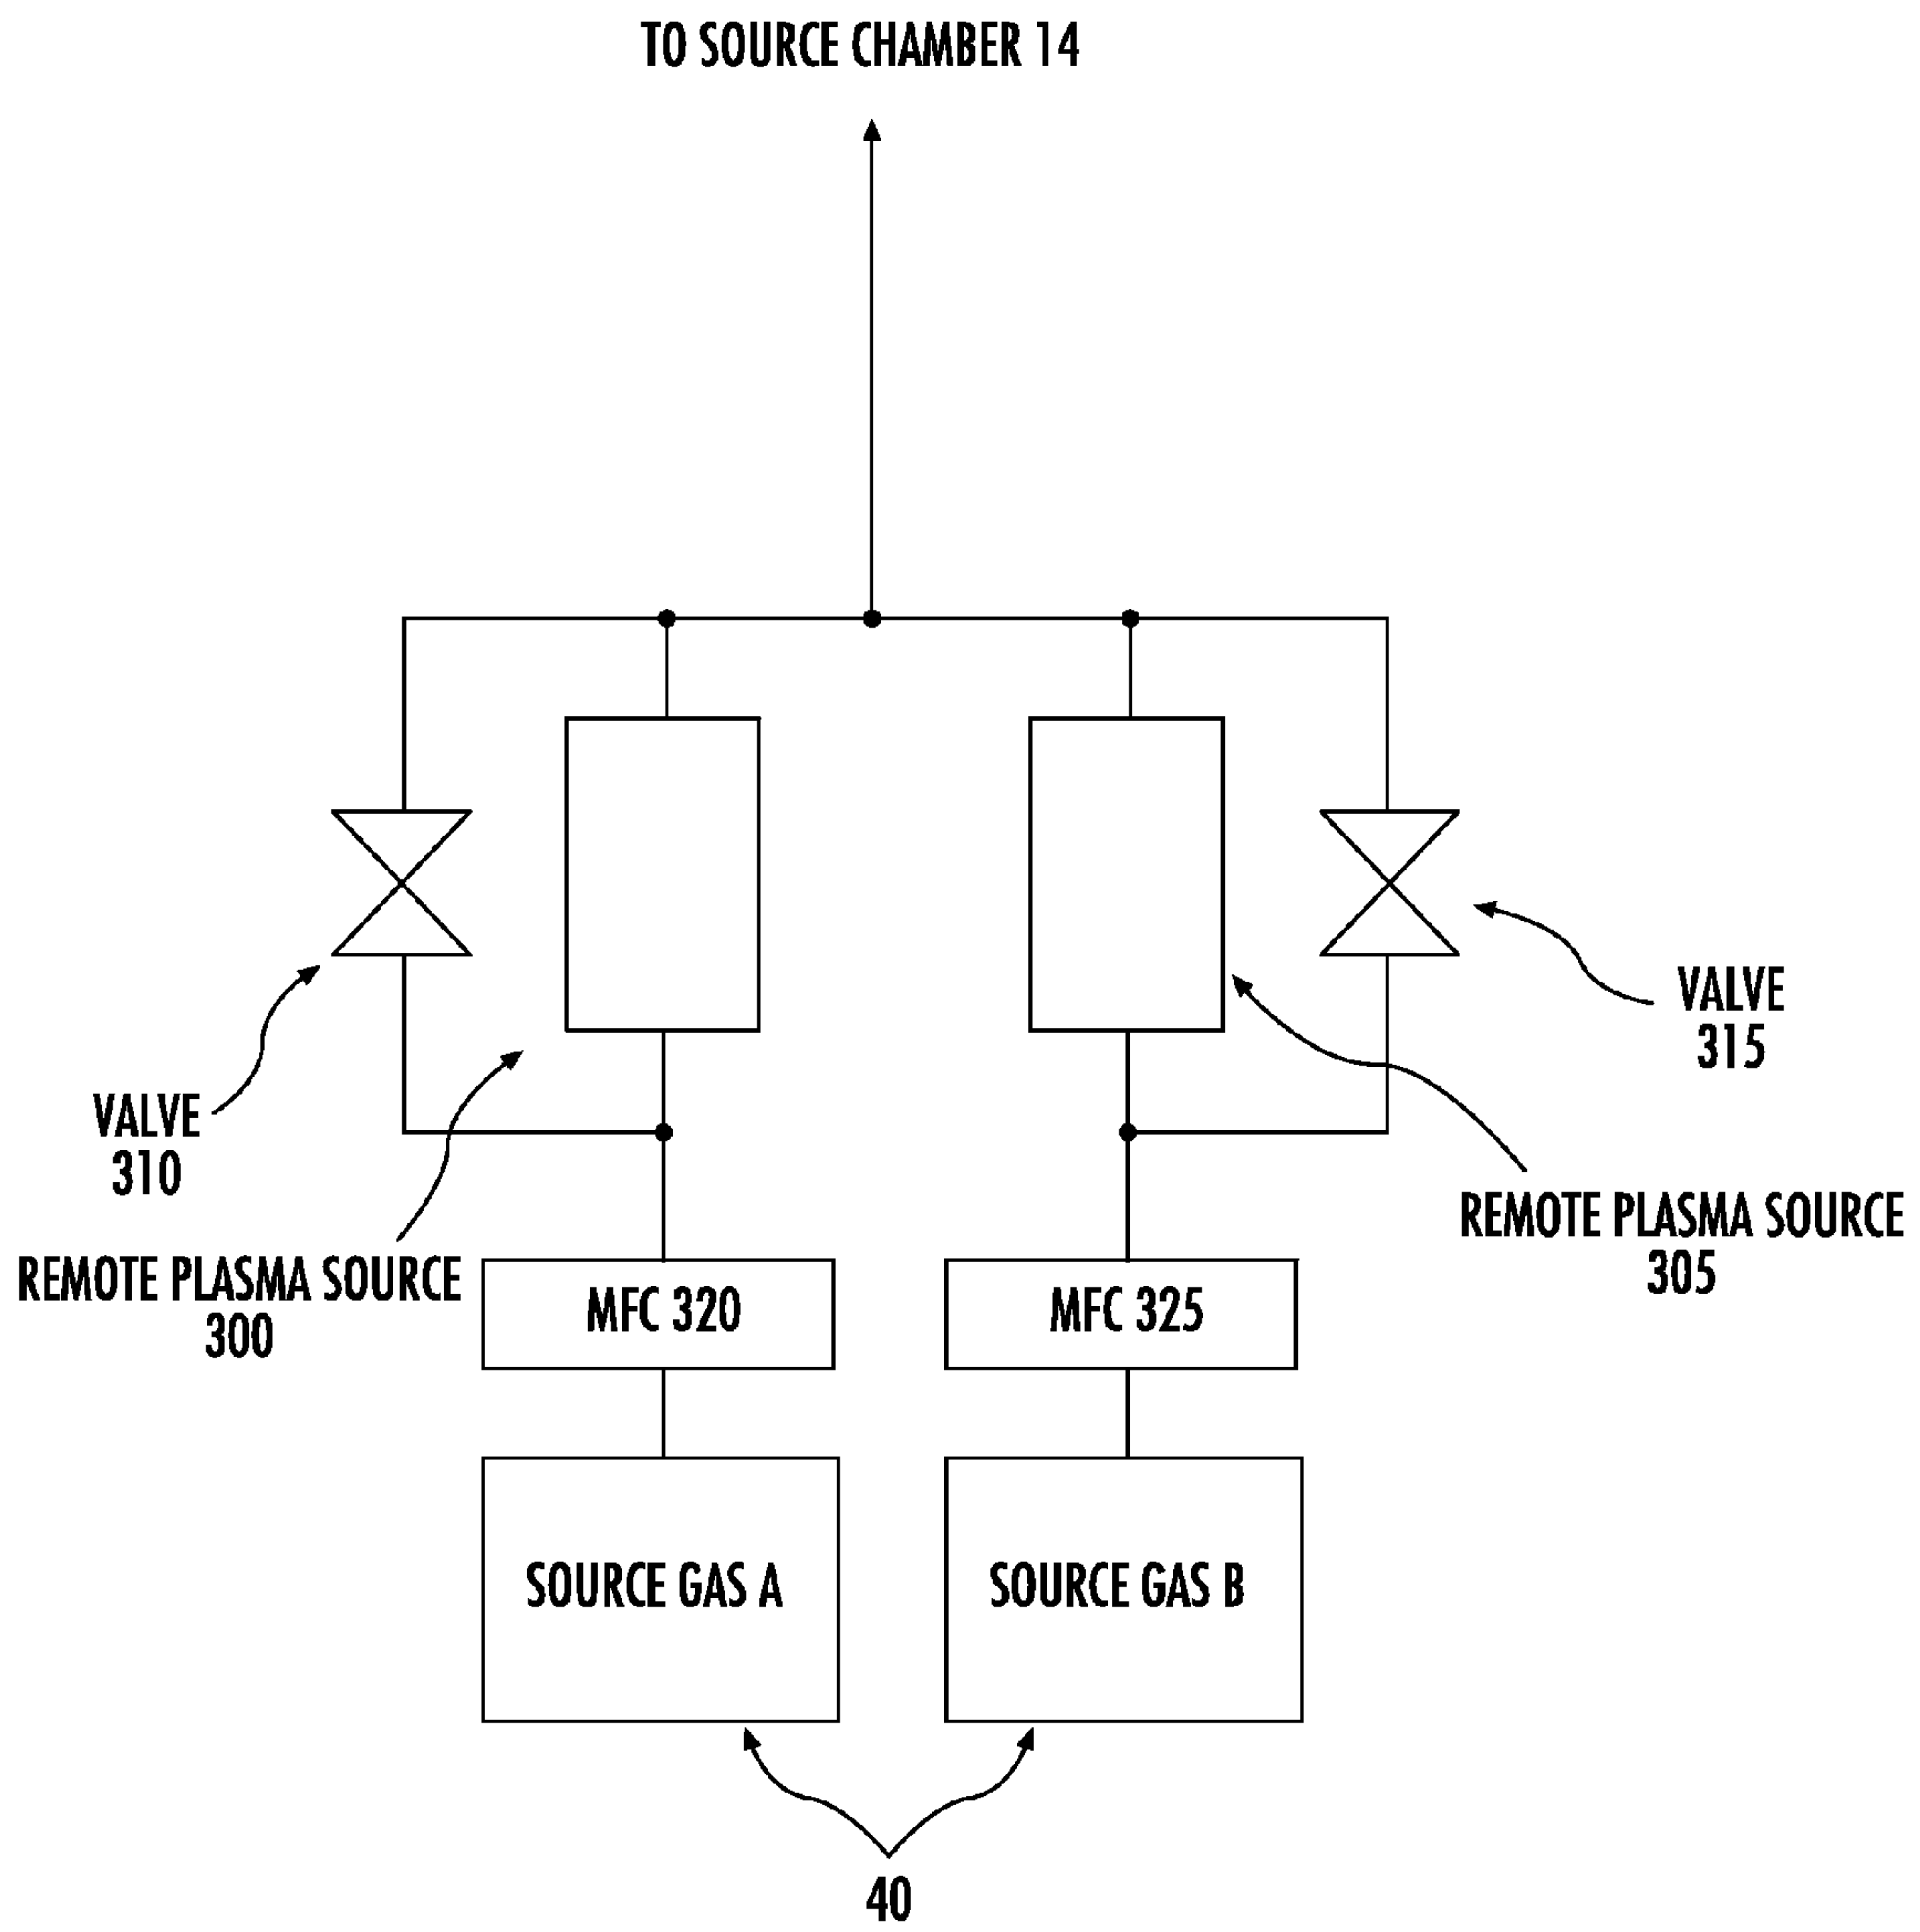 TO SOURCE CHAMBER 14
VALVE
315
VALVE
310
REMOTE PLASMA SOURCE
305
REMOTE PLASMA SOURCE
300
MFC 320
MFC 325
SOURCE GAS A
SOURCE GAS B
40